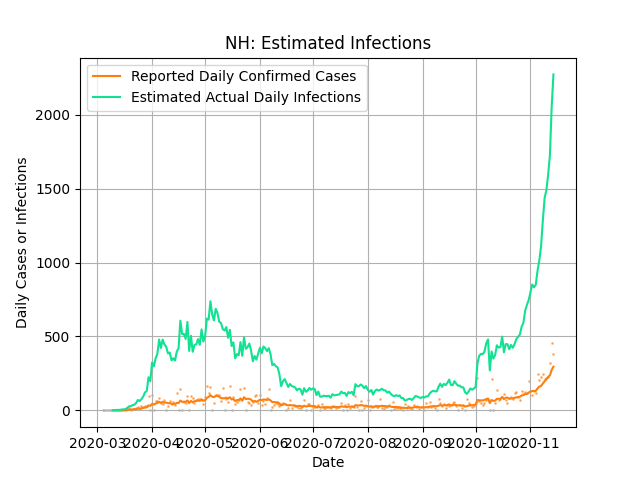 NH: Estimated Infections
Reported Daily Confirmed Cases
Estimated Actual Daily Infections
Daily Cases or Infections
2000
1500
1000
500
0
2020-03 2020-04 2020-05 2020-06 2020-07 2020-08 2020-09 2020-10 2020-11
Date